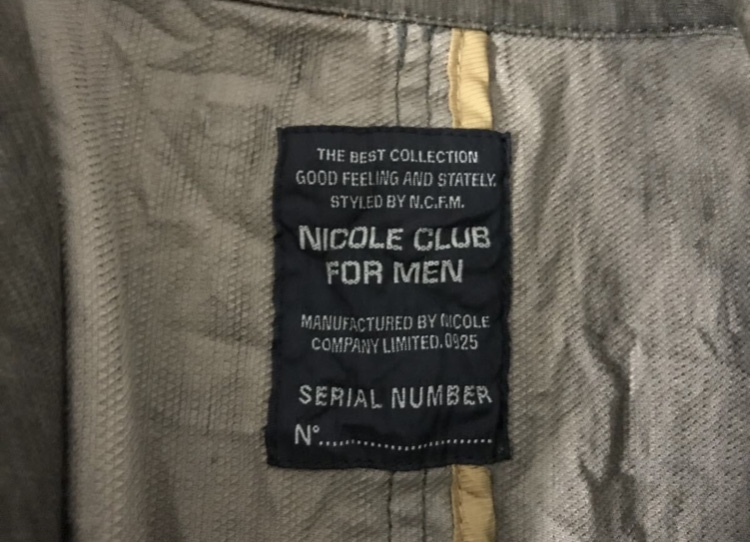 THE BEST COLLECTION
GOOD FEELING AND STATELY.
STYLED BY N.C.F.M.
NICOLE CLUB
FOR MEN
MANUFACTURED BY NICOLE
COMPANY LIMITED.0925
SERIAL NUMBER
N°..............................